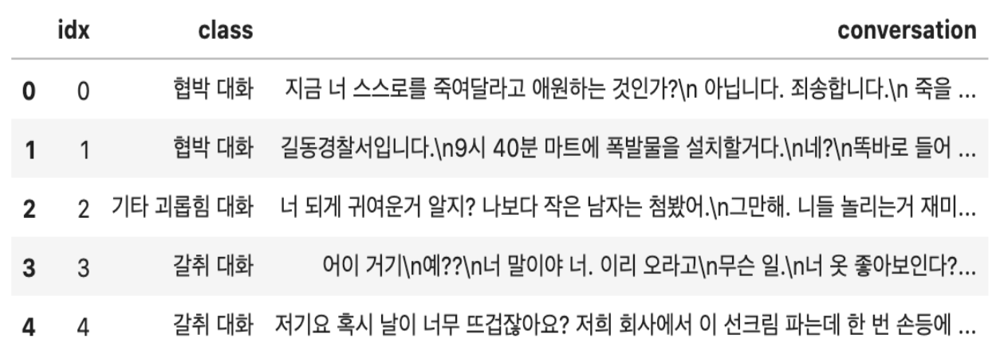 idx class conversation
0 0 협박 대화 지금 너 스스로를 죽여달라고 애원하는 것인가?\n 아닙니다. 죄송합니다.\n 죽을 ...
1 1 협박 대화 길동경찰서입니다.\n9시 40분 마트에 폭발물을 설치할거다.\n네?\n똑바로 들어 ...
2 2 기타 괴롭힘 대화 너 되게 귀여운거 알지? 나보다 작은 남자는 첨봤어.\n그만해. 니들 놀리는거 재미...
3 3 갈취 대화 어이 거기\n예??\n너 말이야 너. 이리 오라고\n무슨 일.\n너 옷 좋아보인다?...
4 4 갈취 대화 저기요 혹시 날이 너무 뜨겁잖아요? 저희 회사에서 이 선크림 파는데 한 번 손등에 ...